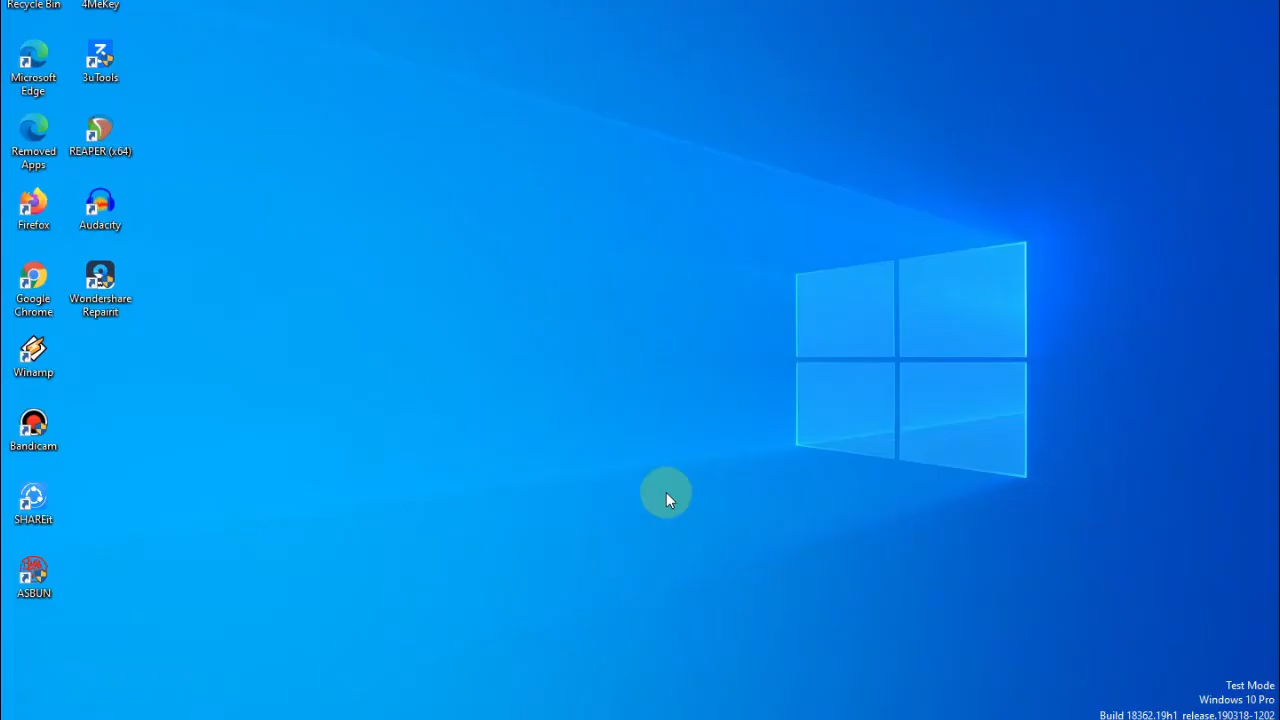 Recycle Bin
4MeKey
Microsoft
Edge
3uTools
Removed
Apps
REAPER (x64)
Firefox
Audacity
Google
Chrome
Wondershare
Repairit
Winamp
Bandicam
SHAREit
ASBUN
Test Mode
Windows 10 Pro
Build 18362.19h1_release.190318-1202